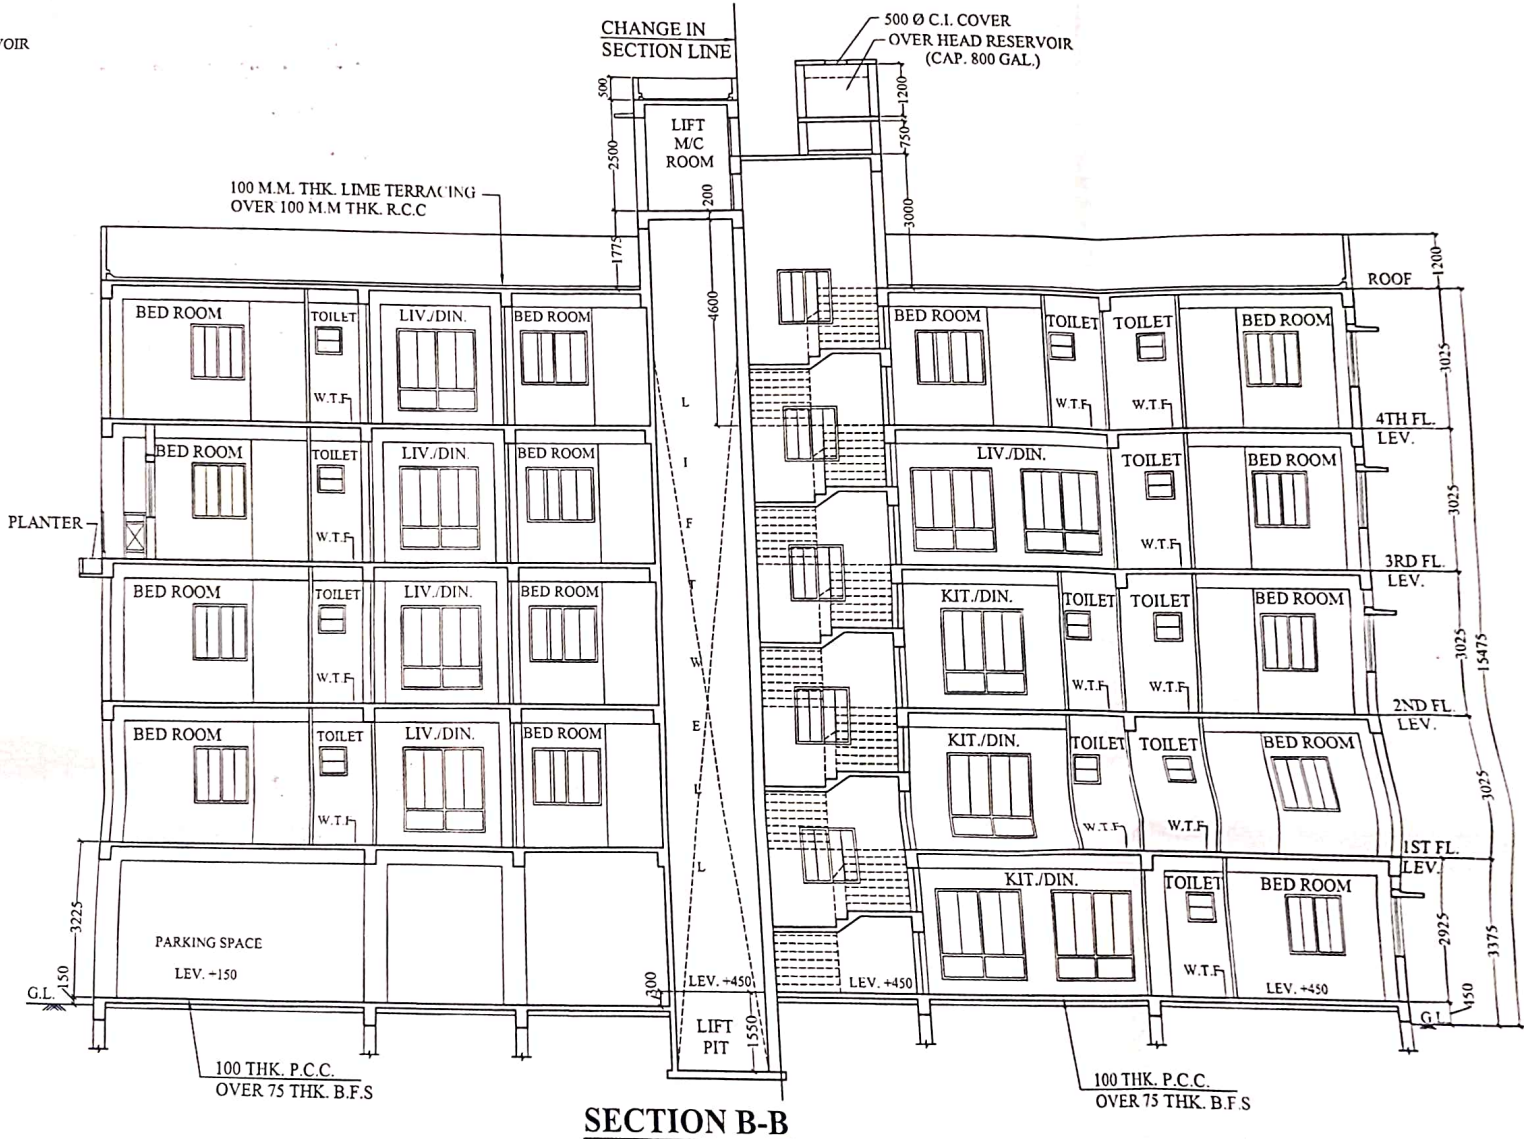 VOIR
CHANGE IN
SECTION LINE
500 Ø C.I. COVER
OVER HEAD RESERVOIR
(CAP. 800 GAL.)
500
1200
LIFT
M/C
ROOM
2500
750
100 M.M. THK. LIME TERRACING
OVER 100 M.M THK. R.C.C
200
3000
1775
1200
ROOF
4600
BED ROOM
TOILET
LIV./DIN.
BED ROOM
BED ROOM
TOILET
TOILET
BED ROOM
3025
W.T.F
W.T.F
W.T.F
4TH FL.
LEV.
BED ROOM
TOILET
LIV./DIN.
BED ROOM
LIV./DIN.
TOILET
BED ROOM
3025
PLANTER
W.T.F
W.T.F
3RD FL.
LEV.
BED ROOM
TOILET
LIV./DIN.
BED ROOM
KIT./DIN.
TOILET
TOILET
BED ROOM
3025
15475
W.T.F
W.T.F
W.T.F
2ND FL.
LEV.
BED ROOM
TOILET
LIV./DIN.
BED ROOM
KIT./DIN.
TOILET
TOILET
BED ROOM
3025
W.T.F
W.T.F
W.T.F
1ST FL.
LEV.
L
I
F
T
W
E
L
L
KIT./DIN.
TOILET
BED ROOM
3225
2925
3375
PARKING SPACE
LEV. +150
W.T.F
150
G.L.
300
LEV. +450
LEV. +450
LEV. +450
450
G.L.
LIFT
PIT
1550
100 THK. P.C.C.
OVER 75 THK. B.F.S
100 THK. P.C.C.
OVER 75 THK. B.F.S
SECTION B-B